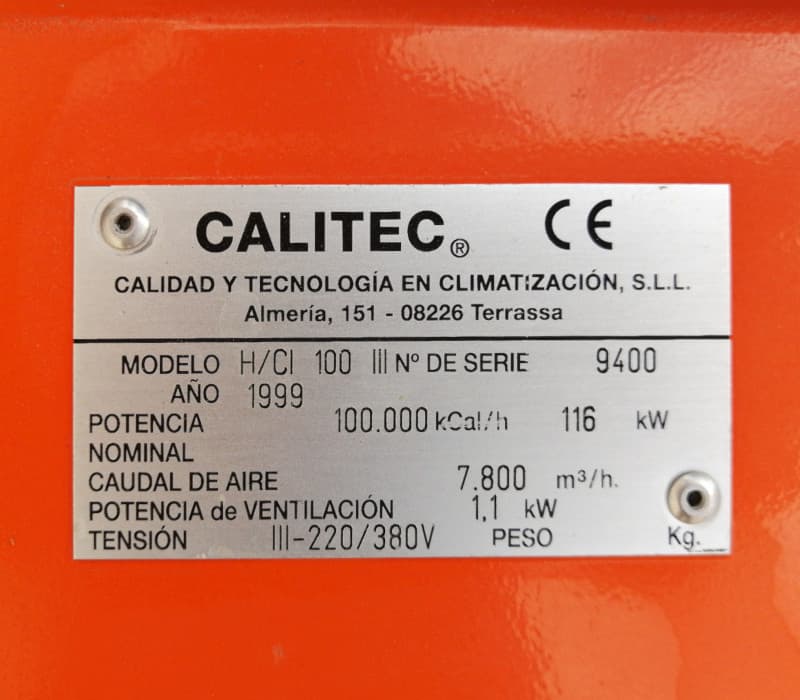 CALITEC® CE
CALIDAD Y TECNOLOGÍA EN CLIMATIZACIÓN, S.L.L.
Almería, 151 - 08226 Terrassa
MODELO H/CI 100 III Nº DE SERIE 9400
AÑO 1999
POTENCIA 100.000 kCal/h 116 kW
NOMINAL
CAUDAL DE AIRE 7.800 m³/h.
POTENCIA de VENTILACIÓN 1,1 kW
TENSIÓN III-220/380V PESO Kg.